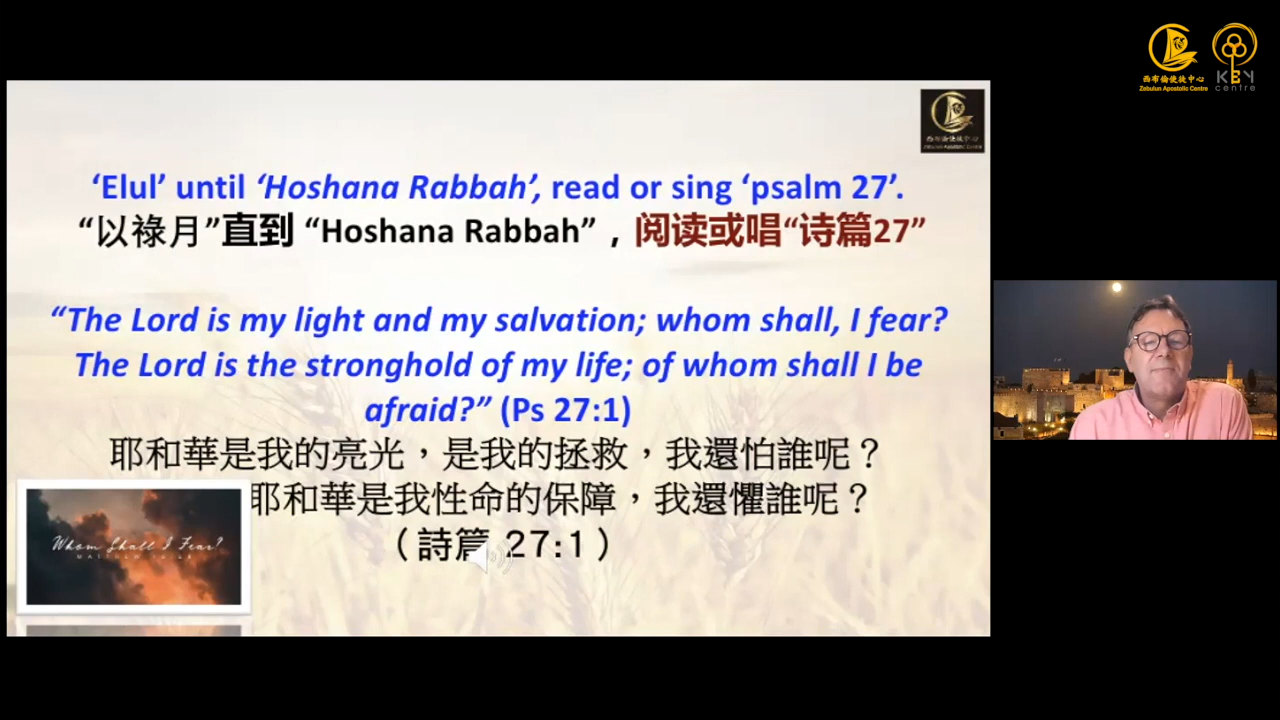 西布倫使徒中心
Zebulun Apostolic Centre
KEY
centre
‘Elul’ until ‘Hoshana Rabbah’, read or sing ‘psalm 27’.
“以祿月”直到 “Hoshana Rabbah”，阅读或唱“诗篇27”
“The Lord is my light and my salvation; whom shall, I fear?
The Lord is the stronghold of my life; of whom shall I be
afraid?” (Ps 27:1)
耶和華是我的亮光，是我的拯救，我還怕誰呢？
耶和華是我性命的保障，我還懼誰呢？
（詩篇 27:1）
Whom Shall I Fear?